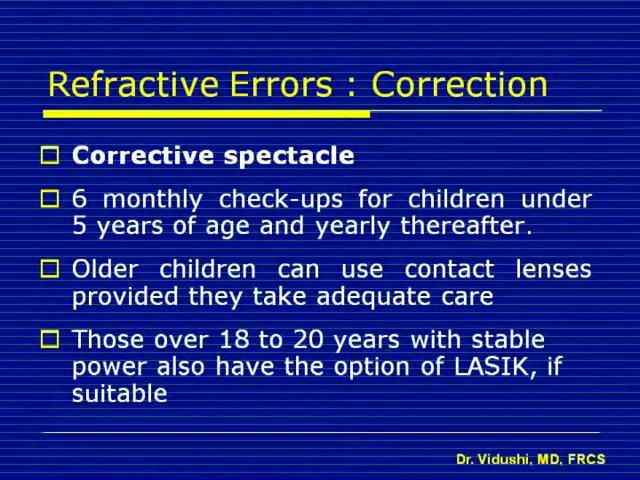 Refractive Errors : Correction
Corrective spectacle
6 monthly check-ups for children under
5 years of age and yearly thereafter.
Older children can use contact lenses
provided they take adequate care
Those over 18 to 20 years with stable
power also have the option of LASIK, if
suitable
Dr. Vidushi, MD, FRCS